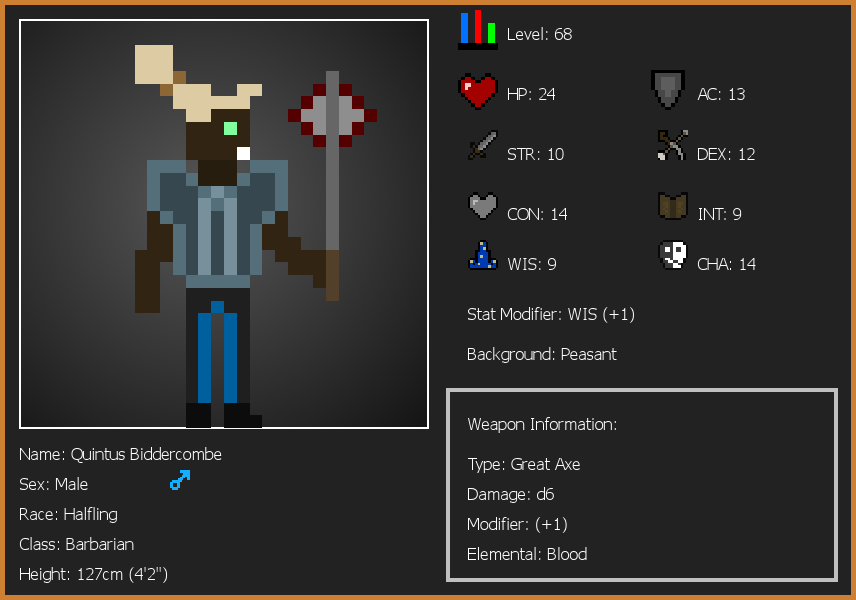 Level: 68
HP: 24
AC: 13
STR: 10
DEX: 12
CON: 14
INT: 9
WIS: 9
CHA: 14
Stat Modifier: WIS (+1)
Background: Peasant
Weapon Information:
Type: Great Axe
Damage: d6
Modifier: (+1)
Elemental: Blood
Name: Quintus Biddercombe
Sex: Male
Race: Halfling
Class: Barbarian
Height: 127cm (4'2")